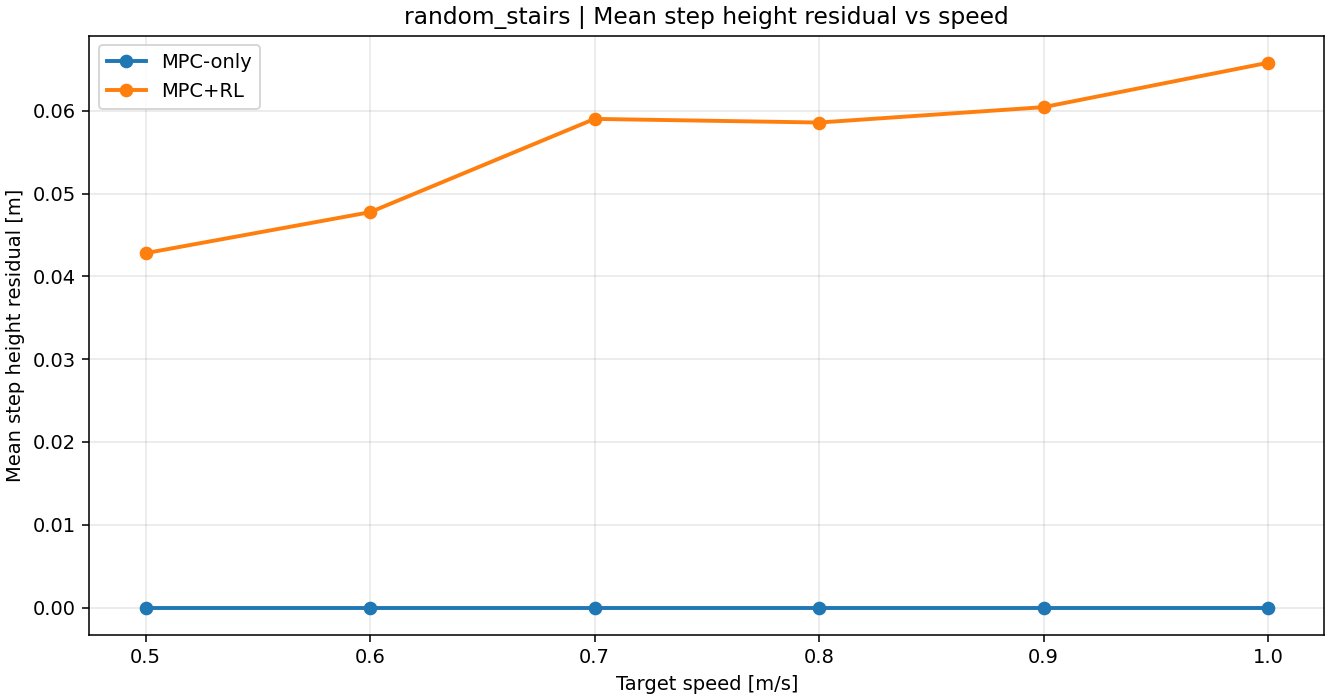 random_stairs | Mean step height residual vs speed
MPC-only
MPC+RL
Mean step height residual [m]
0.06
0.05
0.04
0.03
0.02
0.01
0.00
0.5 0.6 0.7 0.8 0.9 1.0
Target speed [m/s]